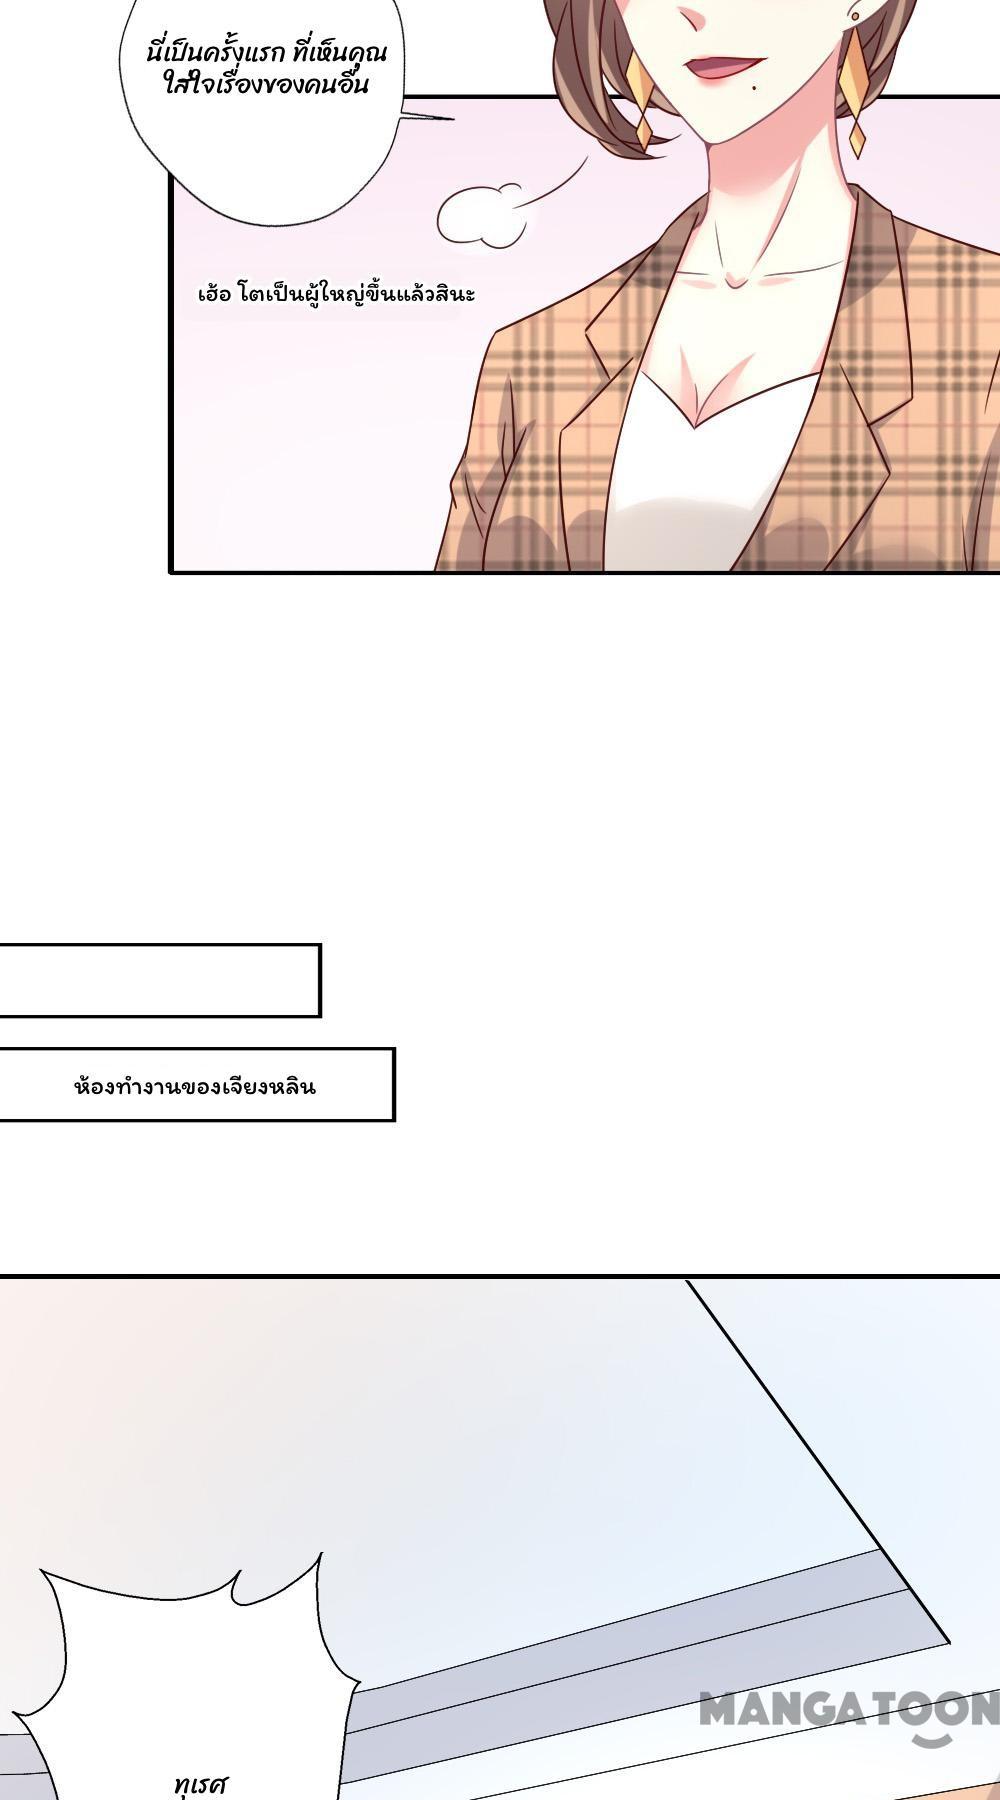 นี่เป็นครั้งแรก ที่เห็นคุณ
ใส่ใจเรื่องของคนอื่น
เฮ้อ โตเป็นผู้ใหญ่ขึ้นแล้วสินะ
ห้องทำงานของเจียงหลิน
MANGATOON
ทุเรศ